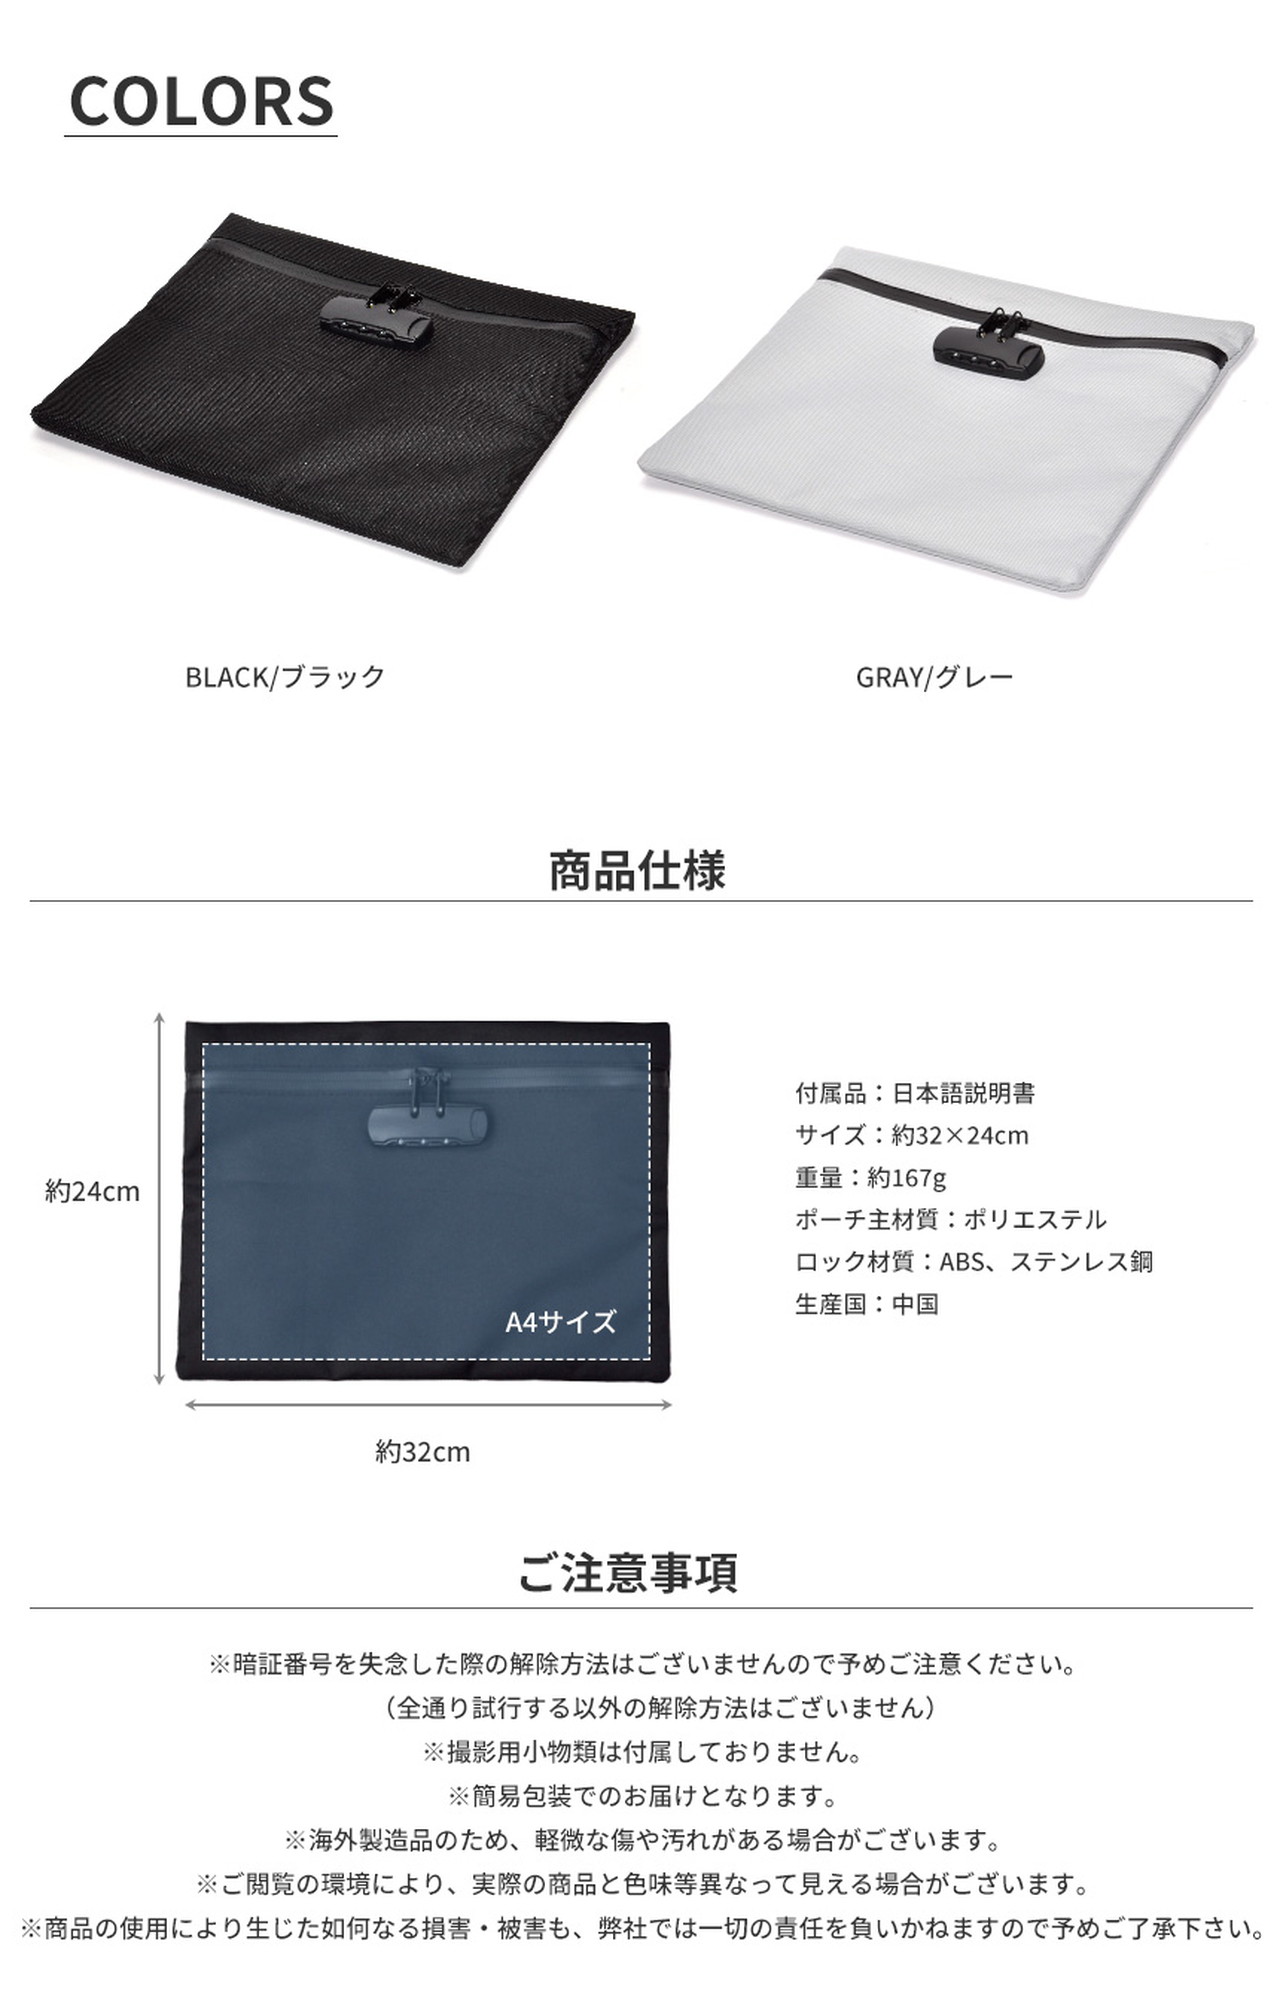 COLORS
BLACK/ブラック
GRAY/グレー
商品仕様
約24cm
A4サイズ
約32cm
付属品：日本語説明書
サイズ：約32×24cm
重量：約167g
ポーチ主材質：ポリエステル
ロック材質：ABS、ステンレス鋼
生産国：中国
ご注意事項
※暗証番号を失念した際の解除方法はございませんので予めご注意ください。
（全通り試行する以外の解除方法はございません）
※撮影用小物類は付属しておりません。
※簡易包装でのお届けとなります。
※海外製造品のため、軽微な傷や汚れがある場合がございます。
※ご閲覧の環境により、実際の商品と色味等異なって見える場合がございます。
※商品の使用により生じた如何なる損害・被害も、弊社では一切の責任を負いかねますので予めご了承下さい。